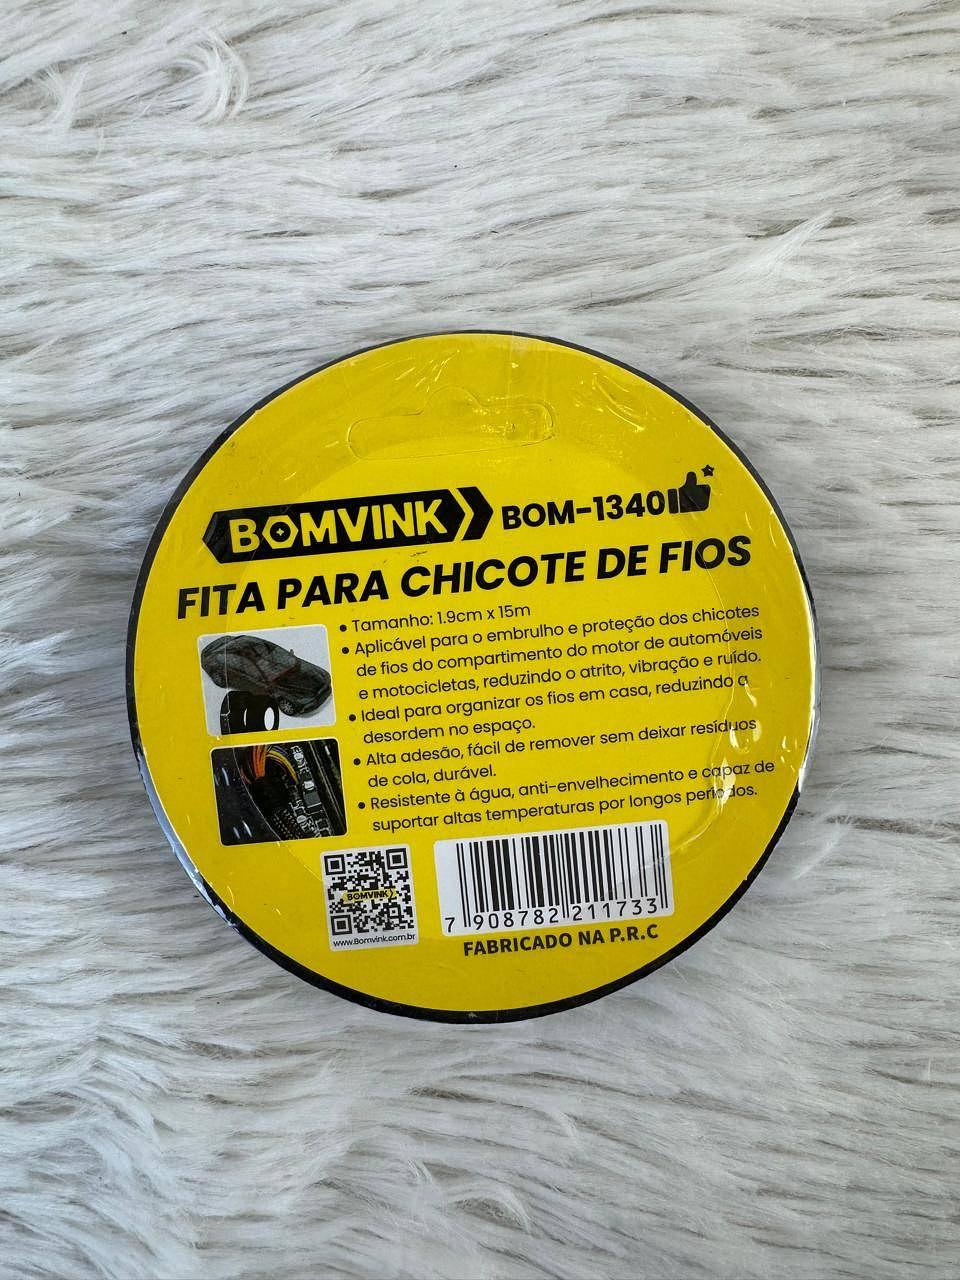 BOMVINK BOM-1340
FITA PARA CHICOTE DE FIOS
• Tamanho: 1.9cm x 15m
• Aplicável para o embrulho e proteção dos chicotes
de fios do compartimento do motor de automóveis
e motocicletas, reduzindo o atrito, vibração e ruído.
• Ideal para organizar os fios em casa, reduzindo a
desordem no espaço.
• Alta adesão, fácil de remover sem deixar resíduos
de cola, durável.
• Resistente à água, anti-envelhecimento e capaz de
suportar altas temperaturas por longos períodos.
BOMVINK
www.Bomvink.com.br
7 908782 211733
FABRICADO NA P.R.C